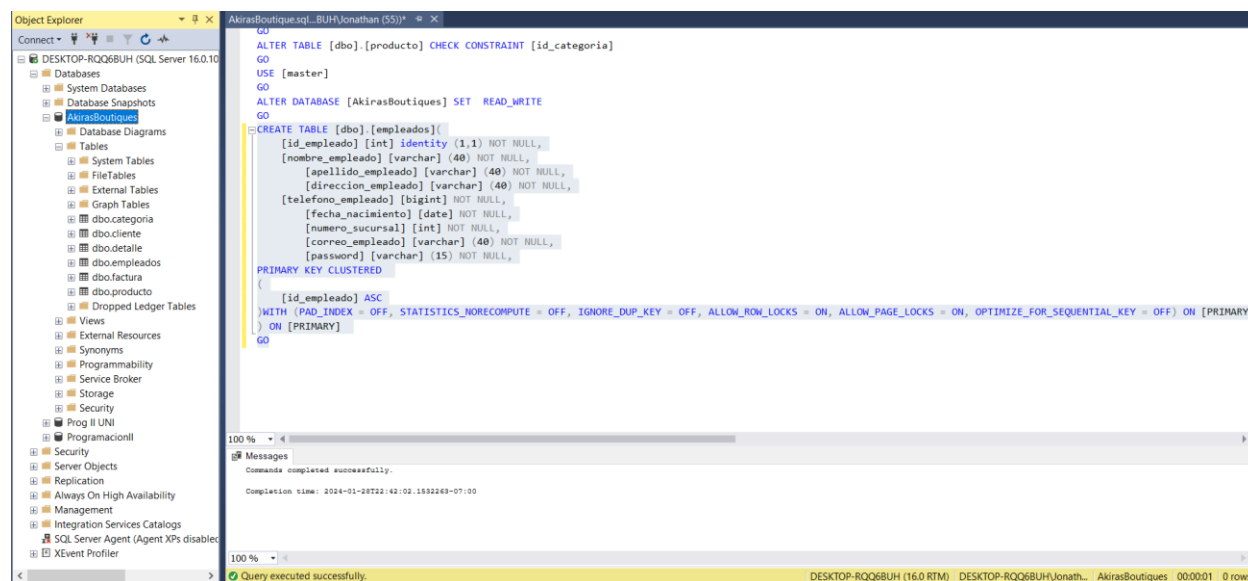 Object Explorer
Connect
DESKTOP-RQQ6BUH (SQL Server 16.0.10
Databases
System Databases
Database Snapshots
AkirasBoutiques
Database Diagrams
Tables
System Tables
FileTables
External Tables
Graph Tables
dbo.categoria
dbo.cliente
dbo.detalle
dbo.empleados
dbo.factura
dbo.producto
Dropped Ledger Tables
Views
External Resources
Synonyms
Programmability
Service Broker
Storage
Security
Prog II UNI
ProgramacionII
Security
Server Objects
Replication
Always On High Availability
Management
Integration Services Catalogs
SQL Server Agent (Agent XPs disabled
XEvent Profiler
AkirasBoutique.sql...BUH\Jonathan (55))*
GO
ALTER TABLE [dbo].[producto] CHECK CONSTRAINT [id_categoria]
GO
USE [master]
GO
ALTER DATABASE [AkirasBoutiques] SET  READ_WRITE
GO
CREATE TABLE [dbo].[empleados](
[id_empleado] [int] identity (1,1) NOT NULL,
[nombre_empleado] [varchar] (40) NOT NULL,
[apellido_empleado] [varchar] (40) NOT NULL,
[direccion_empleado] [varchar] (40) NOT NULL,
[telefono_empleado] [bigint] NOT NULL,
[fecha_nacimiento] [date] NOT NULL,
[numero_sucursal] [int] NOT NULL,
[correo_empleado] [varchar] (40) NOT NULL,
[password] [varchar] (15) NOT NULL,
PRIMARY KEY CLUSTERED
(
[id_empleado] ASC
)WITH (PAD_INDEX = OFF, STATISTICS_NORECOMPUTE = OFF, IGNORE_DUP_KEY = OFF, ALLOW_ROW_LOCKS = ON, ALLOW_PAGE_LOCKS = ON, OPTIMIZE_FOR_SEQUENTIAL_KEY = OFF) ON [PRIMARY
) ON [PRIMARY]
GO
100 %
Messages
Commands completed successfully.
Completion time: 2024-01-28T22:42:02.1532263-07:00
100 %
Query executed successfully.
DESKTOP-RQQ6BUH (16.0 RTM) DESKTOP-RQQ6BUH\Jonath... AkirasBoutiques 00:00:01 0 row